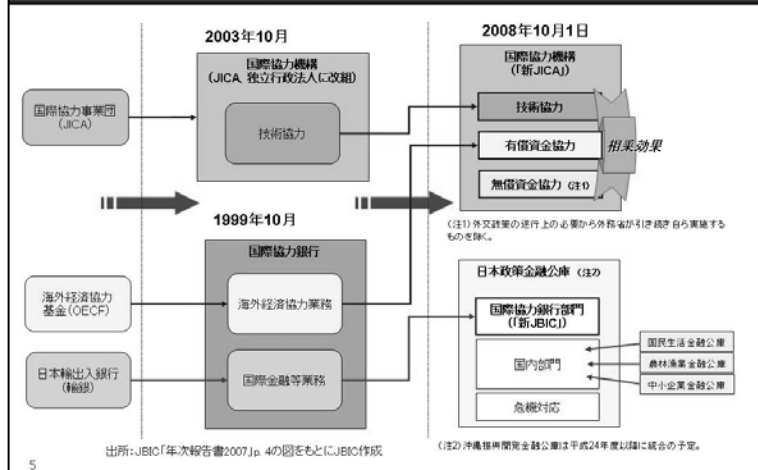 2003年10月
2008年10月1日
国際協力機構
(JICA、独立行政法人に改組)
国際協力機構
(「新JICA」)
国際協力事業団
(JICA)
技術協力
技術協力
有償資金協力
無償資金協力 (注1)
相乗効果
(注1)外交政策の遂行上の必要から外務省が引き続き自ら実施する
ものを除く。
1999年10月
国際協力銀行
海外経済協力
基金(OECF)
海外経済協力業務
日本輸出入銀行
(輸銀)
国際金融等業務
日本政策金融公庫 (注2)
国際協力銀行部門
(「新JBIC」)
国内部門
危機対応
国民生活金融公庫
農林漁業金融公庫
中小企業金融公庫
出所:JBIC「年次報告書2007」p. 4の図をもとにJBIC作成
(注2)沖縄振興開発金融公庫は平成24年度以降に統合の予定。
5